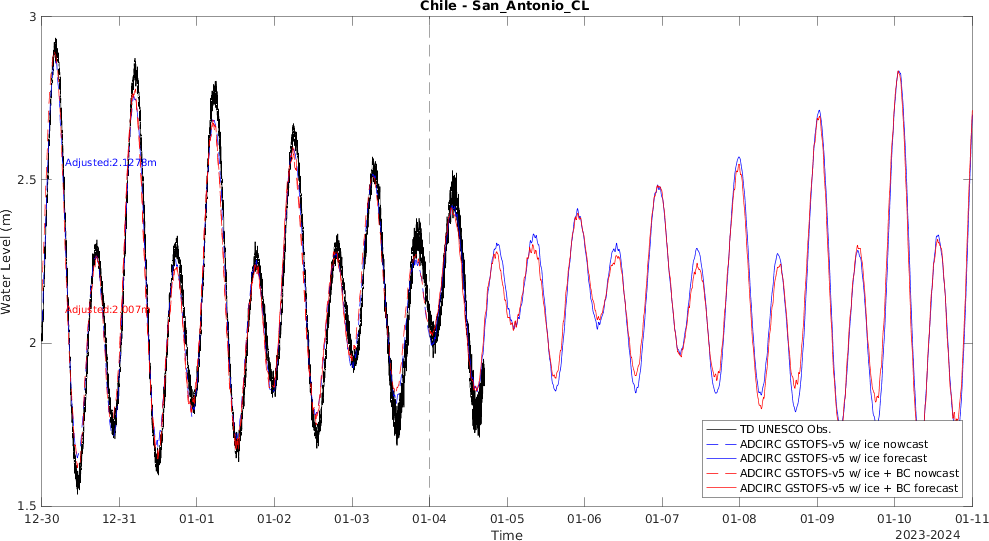 Chile - San_Antonio_CL
3
2.5
2
1.5
Water Level (m)
Adjusted:2.1278m
Adjusted:2.007m
TD UNESCO Obs.
ADCIRC GSTOFS-v5 w/ ice nowcast
ADCIRC GSTOFS-v5 w/ ice forecast
ADCIRC GSTOFS-v5 w/ ice + BC nowcast
ADCIRC GSTOFS-v5 w/ ice + BC forecast
12-30 12-31 01-01 01-02 01-03 01-04 01-05 01-06 01-07 01-08 01-09 01-10 01-11
Time
2023-2024